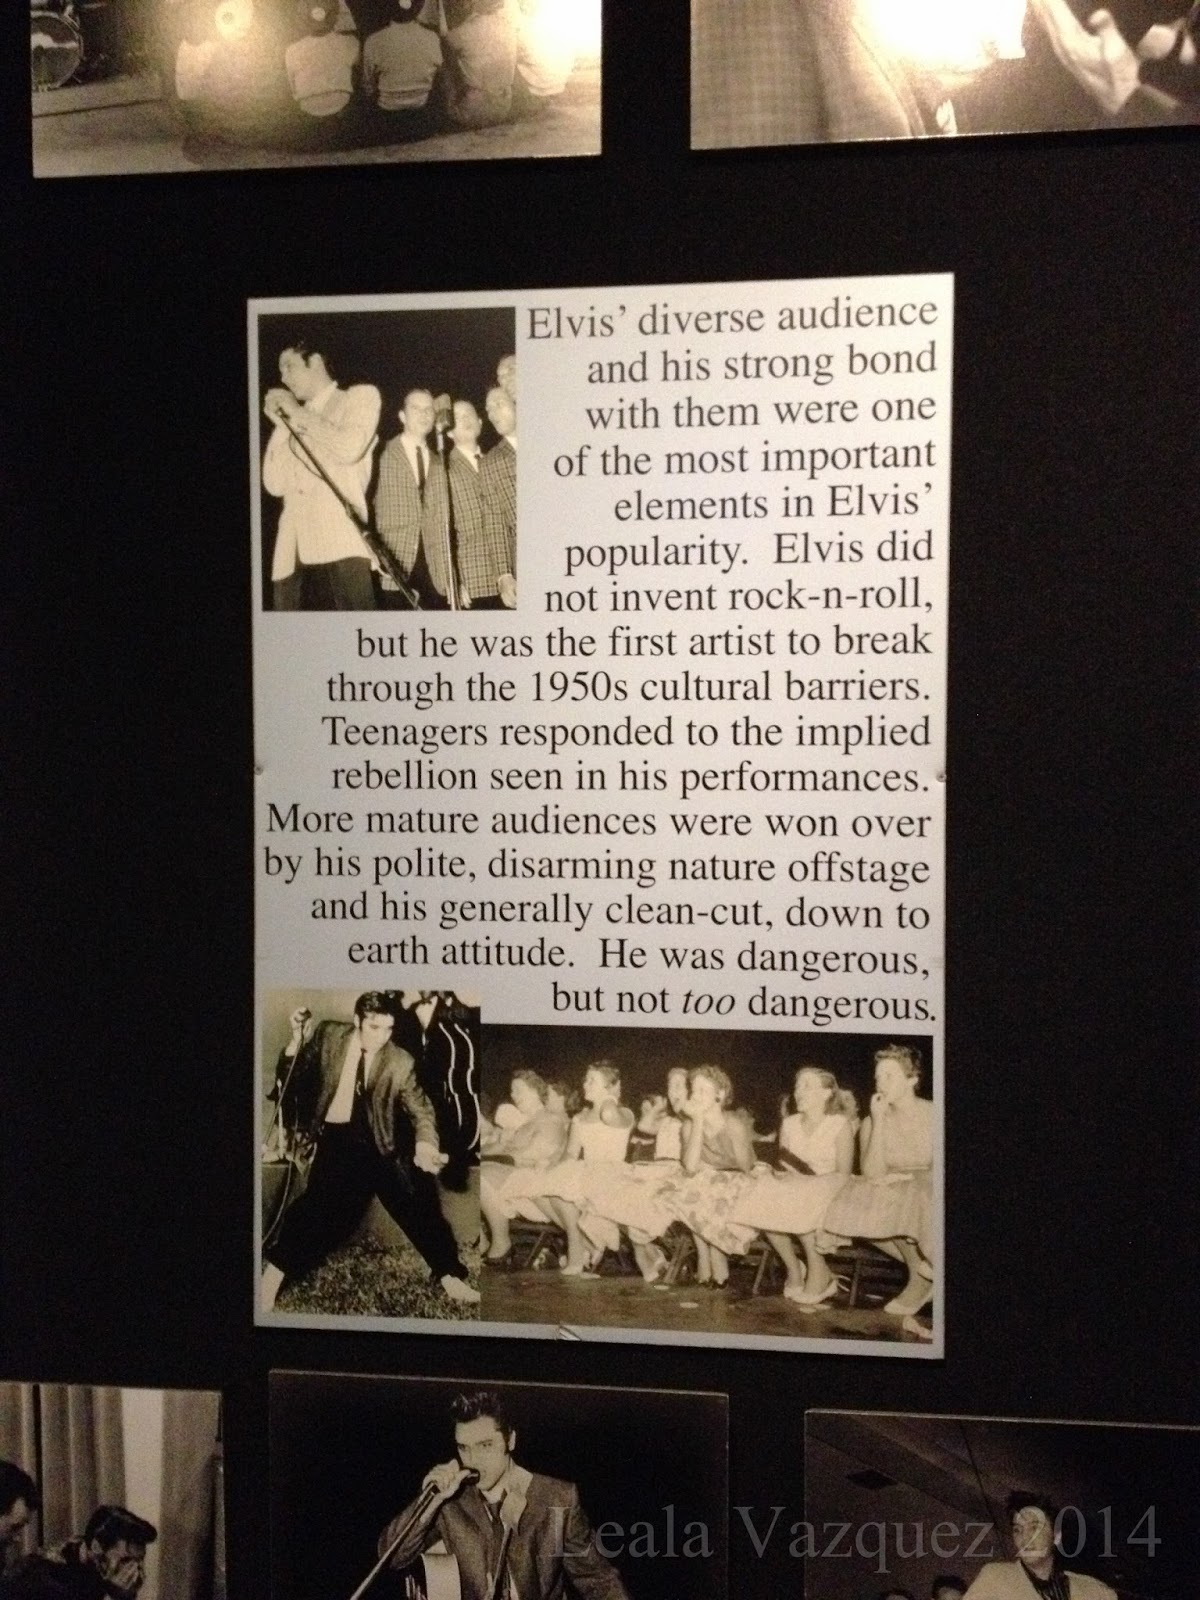 Elvis’ diverse audience
and his strong bond
with them were one
of the most important
elements in Elvis’
popularity.  Elvis did
not invent rock-n-roll,
but he was the first artist to break
through the 1950s cultural barriers.
Teenagers responded to the implied
rebellion seen in his performances.
More mature audiences were won over
by his polite, disarming nature offstage
and his generally clean-cut, down to
earth attitude.  He was dangerous,
but not too dangerous.
Leala Vazquez 2014